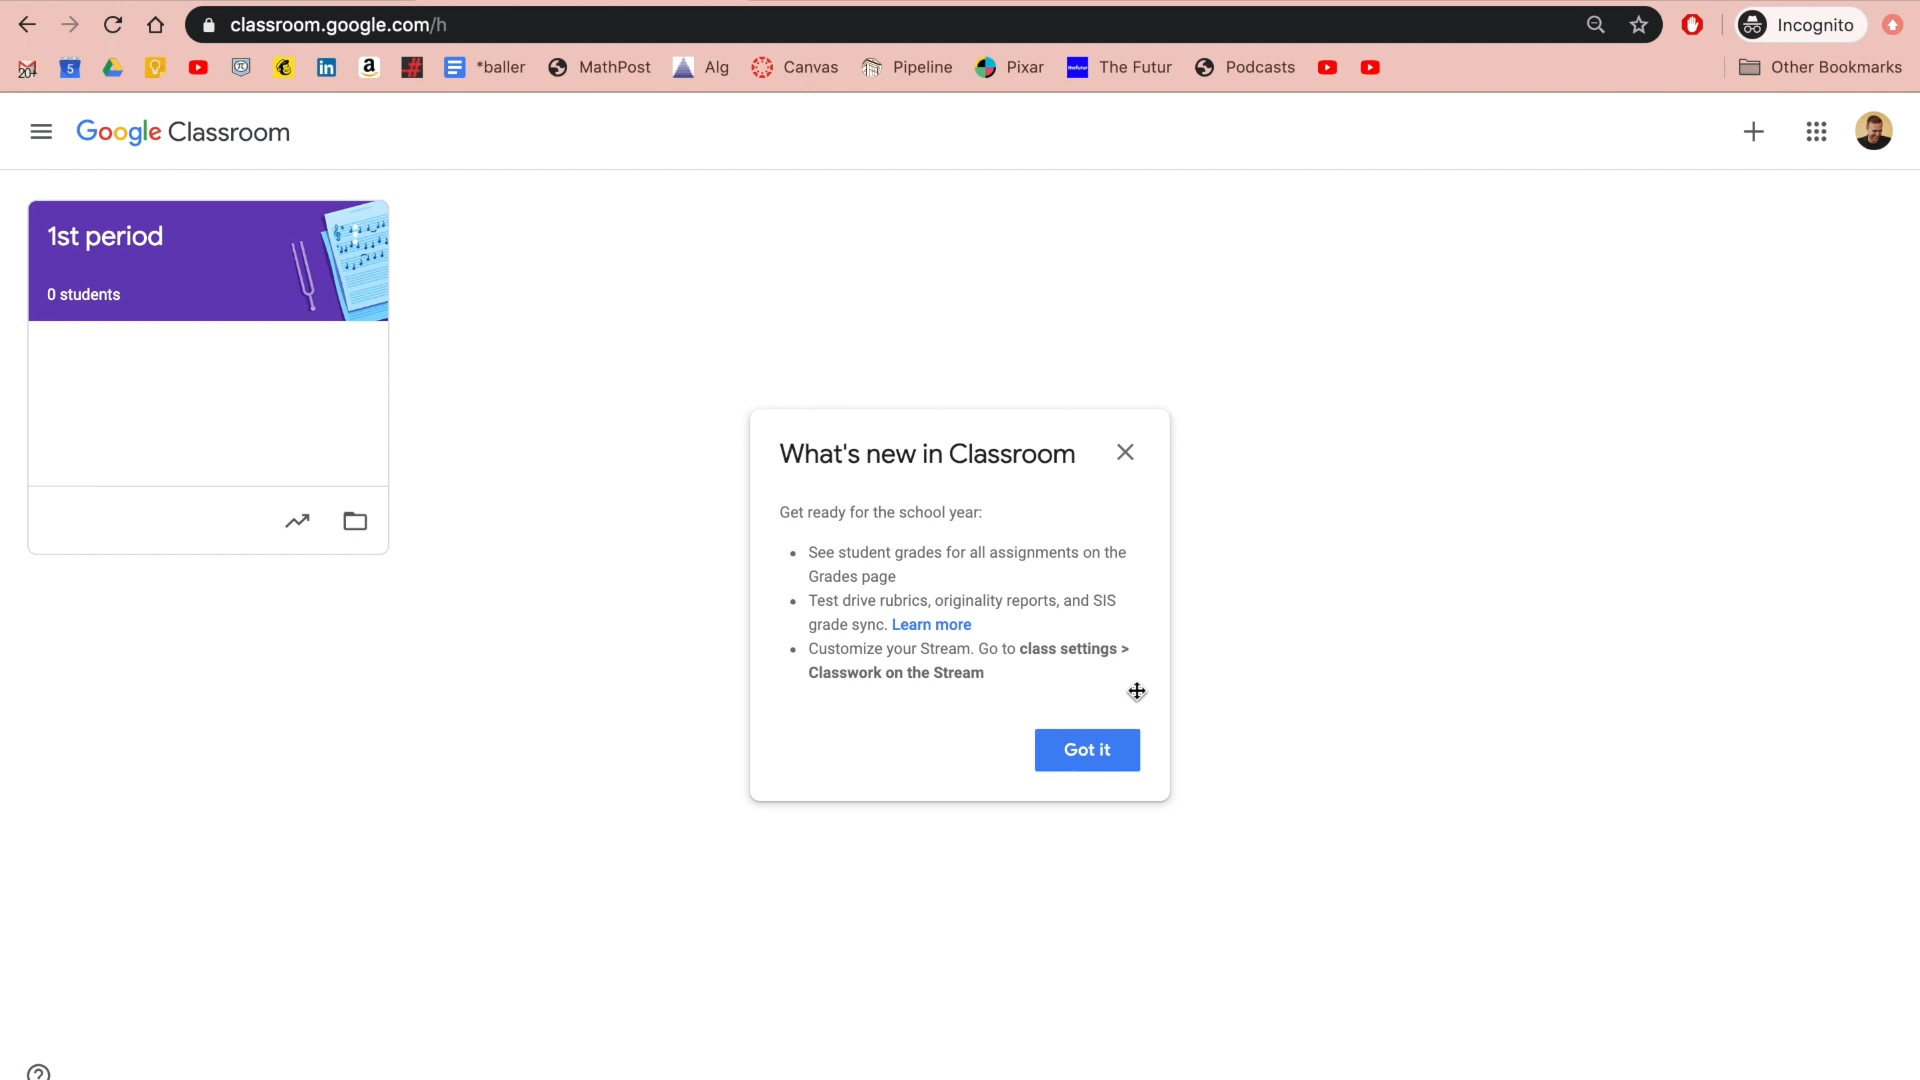 classroom.google.com/h
Incognito
20+
5
*baller
MathPost
Alg
Canvas
Pipeline
Pixar
The Futur
Podcasts
Other Bookmarks
Google Classroom
1st period
0 students
What's new in Classroom
Get ready for the school year:
• See student grades for all assignments on the
Grades page
• Test drive rubrics, originality reports, and SIS
grade sync. Learn more
• Customize your Stream. Go to class settings >
Classwork on the Stream
Got it